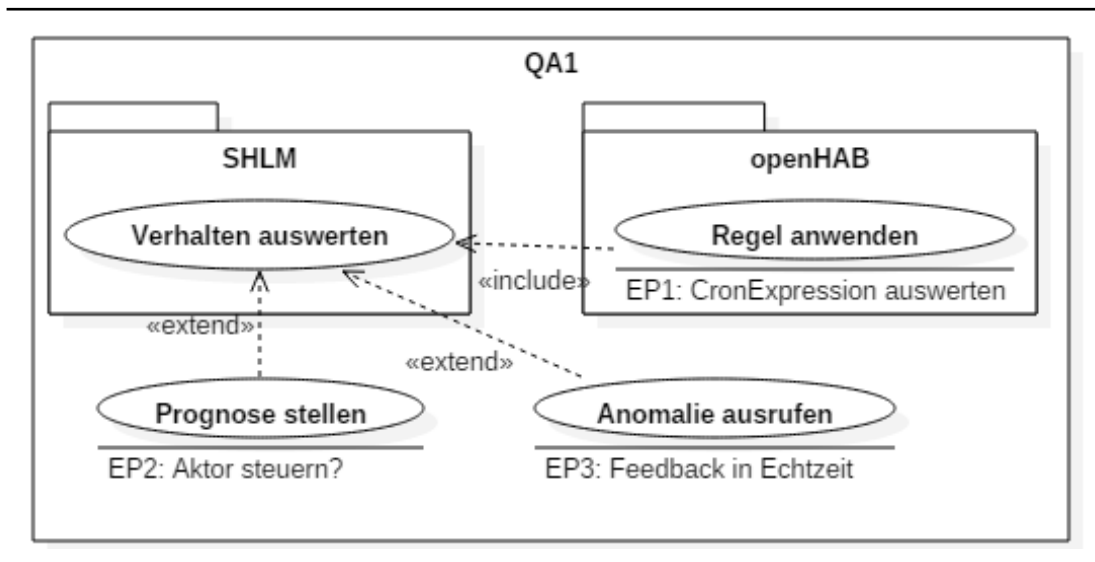 QA1
SHLM
openHAB
Verhalten auswerten
Regel anwenden
«include»
EP1: CronExpression auswerten
«extend»
«extend»
Prognose stellen
Anomalie ausrufen
EP2: Aktor steuern?
EP3: Feedback in Echtzeit